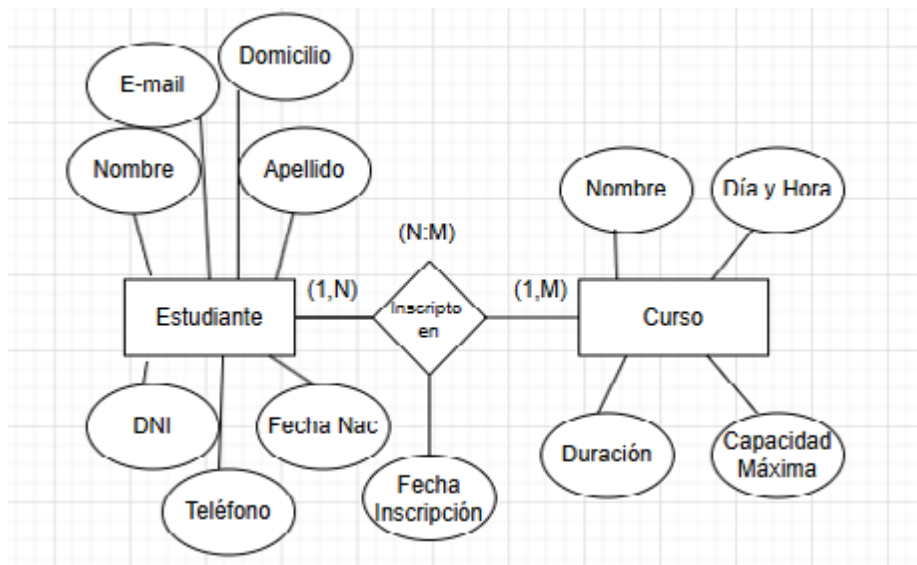 Domicilio
E-mail
Nombre
Apellido
Nombre
Día y Hora
(N:M)
(1,N)
(1,M)
Estudiante
Inscripto
en
Curso
DNI
Fecha Nac
Duración
Capacidad
Máxima
Teléfono
Fecha
Inscripción